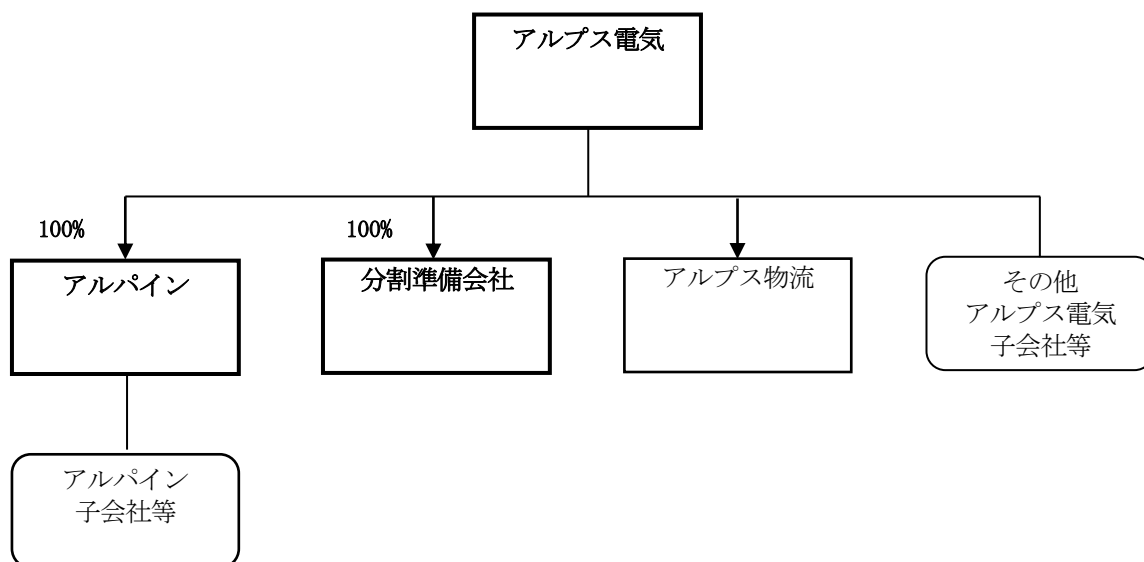 アルプス電気
100%
100%
アルパイン
分割準備会社
アルプス物流
その他
アルプス電気
子会社等
アルパイン
子会社等